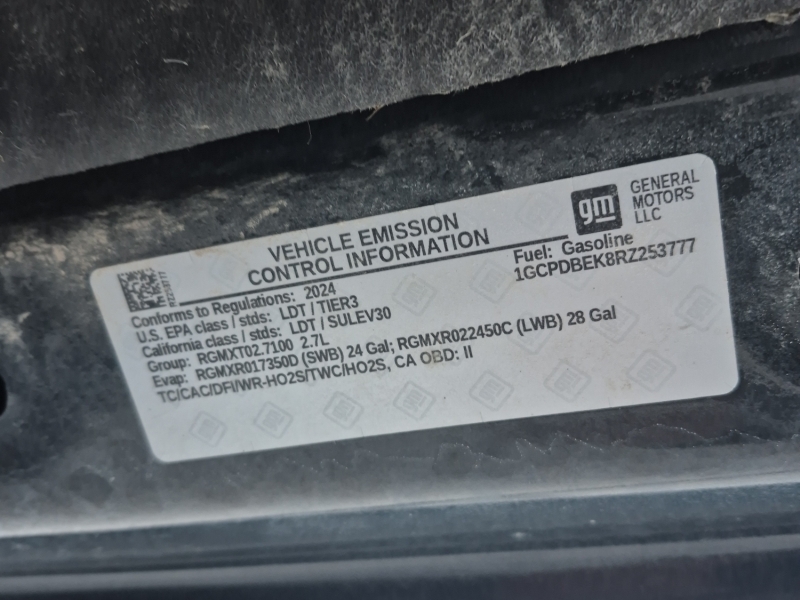 gm
GENERAL
MOTORS
LLC
VEHICLE EMISSION
CONTROL INFORMATION
Fuel: Gasoline
1GCPDBEK8RZ253777
RZ253777
Conforms to Regulations: 2024
U.S. EPA class / stds: LDT / TIER3
California class / stds: LDT / SULEV30
Group: RGMXT02.7100 2.7L
Evap: RGMXR017350D (SWB) 24 Gal; RGMXR022450C (LWB) 28 Gal
TC/CAC/DFI/WR-HO2S/TWC/HO2S, CA OBD: II